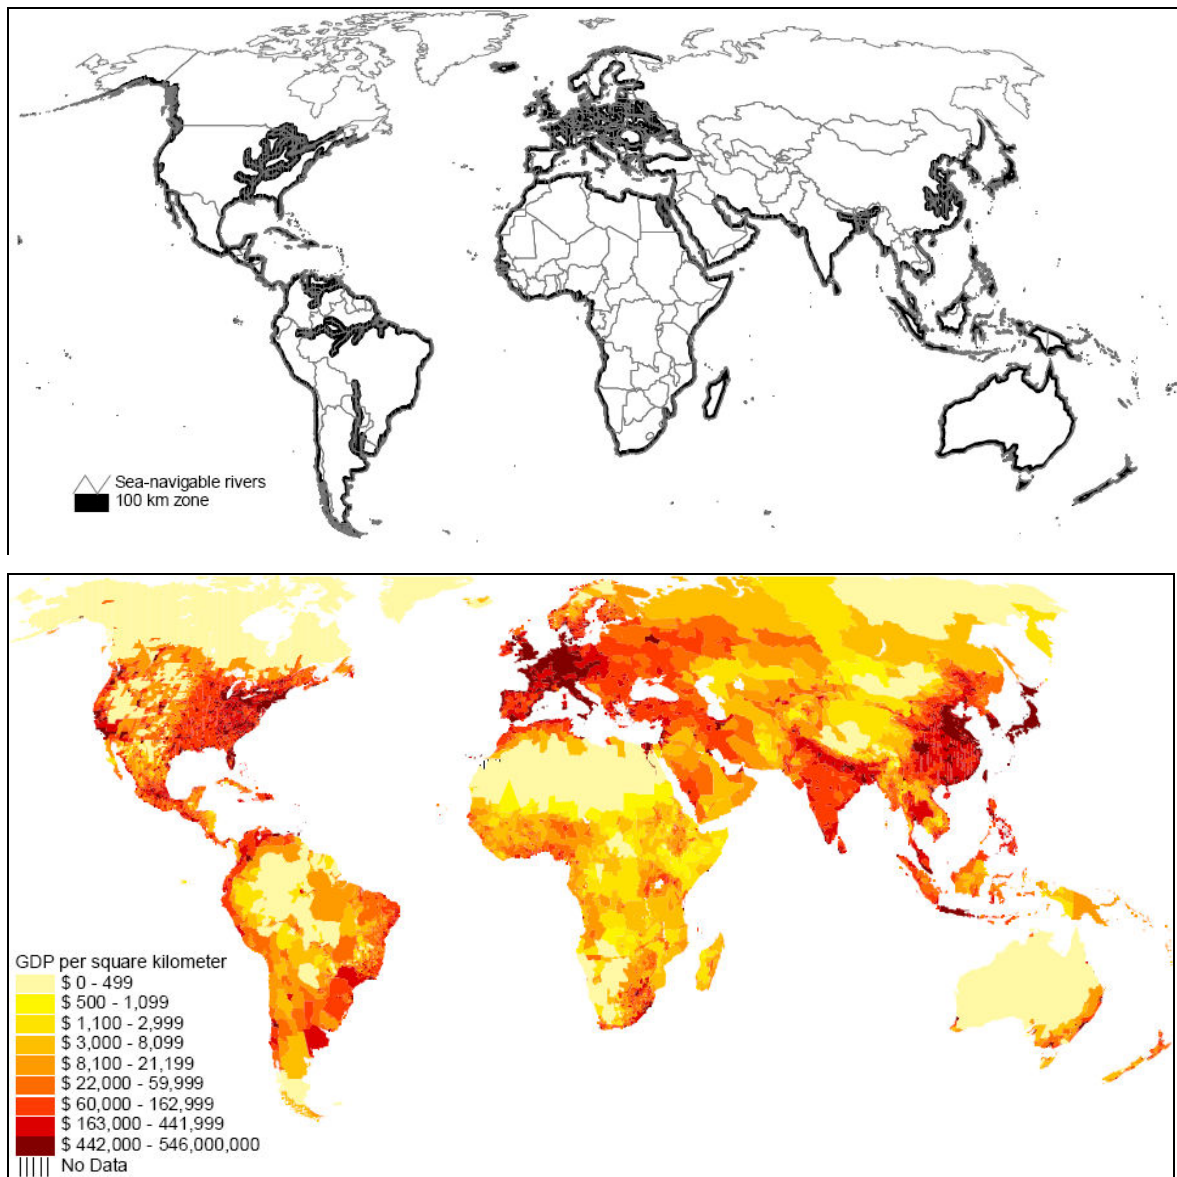 Sea-navigable rivers
100 km zone
GDP per square kilometer
$ 0 - 499
$ 500 - 1,099
$ 1,100 - 2,999
$ 3,000 - 8,099
$ 8,100 - 21,199
$ 22,000 - 59,999
$ 60,000 - 162,999
$ 163,000 - 441,999
$ 442,000 - 546,000,000
No Data